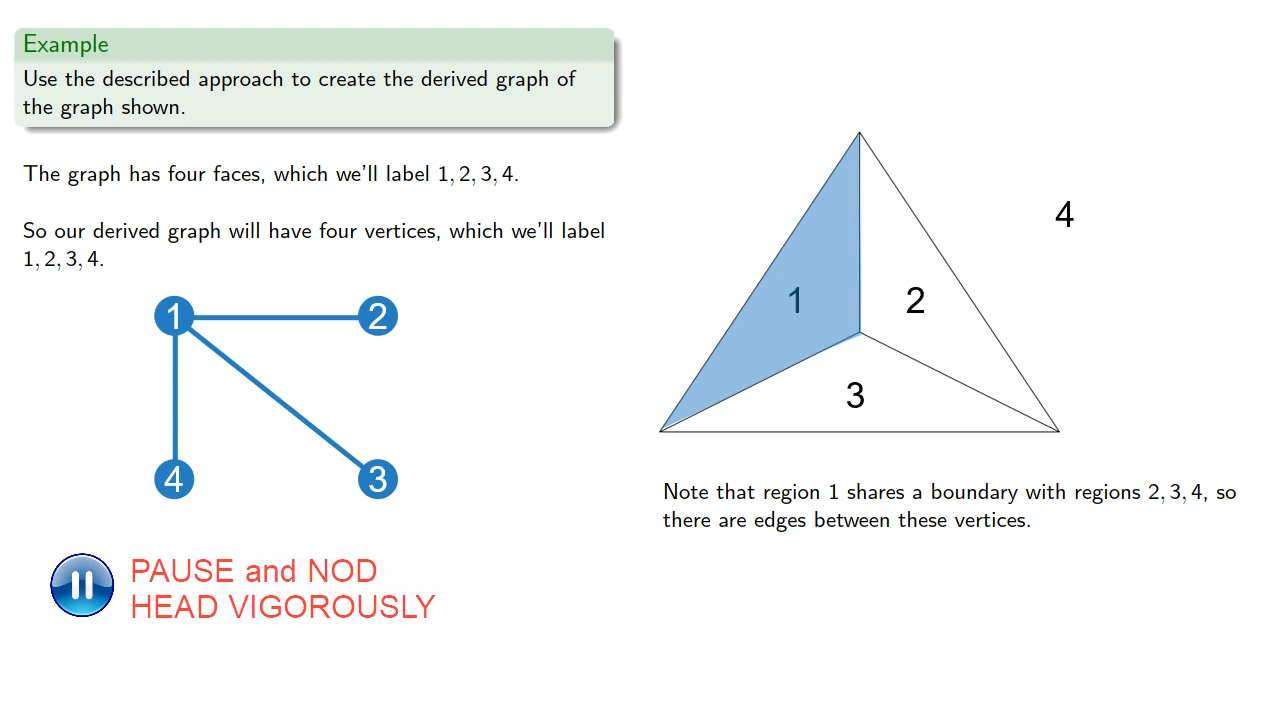 Example
Use the described approach to create the derived graph of
the graph shown.
The graph has four faces, which we'll label 1, 2, 3, 4.
So our derived graph will have four vertices, which we'll label
1, 2, 3, 4.
1
2
4
3
PAUSE and NOD
HEAD VIGOROUSLY
4
1
2
3
Note that region 1 shares a boundary with regions 2, 3, 4, so
there are edges between these vertices.